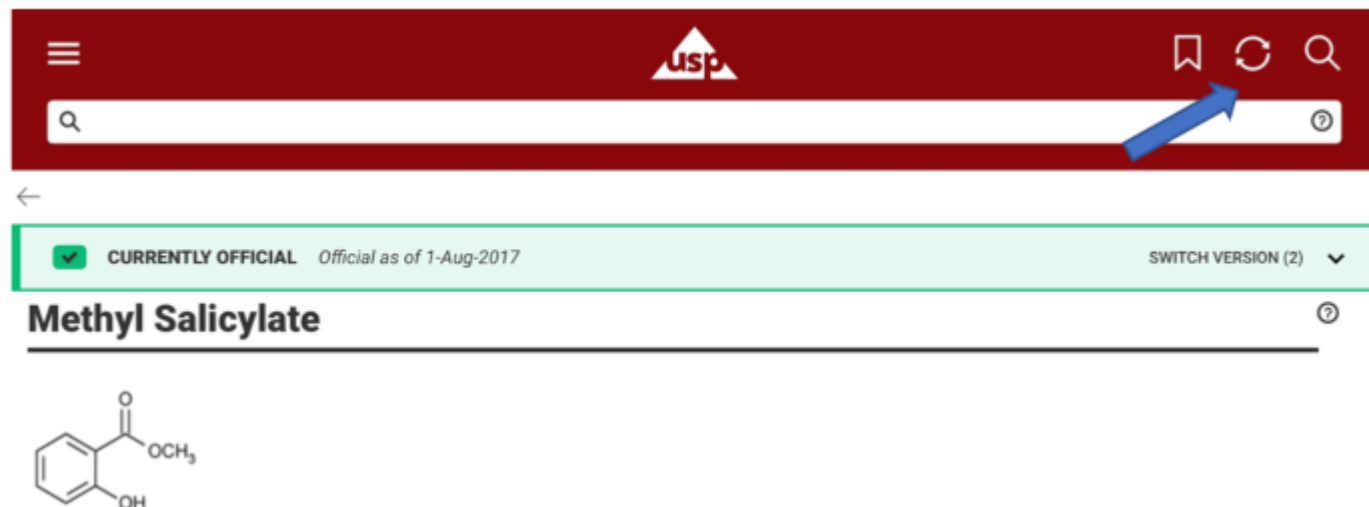 usp
CURRENTLY OFFICIAL Official as of 1-Aug-2017 SWITCH VERSION (2)
Methyl Salicylate
O
OCH₃
OH